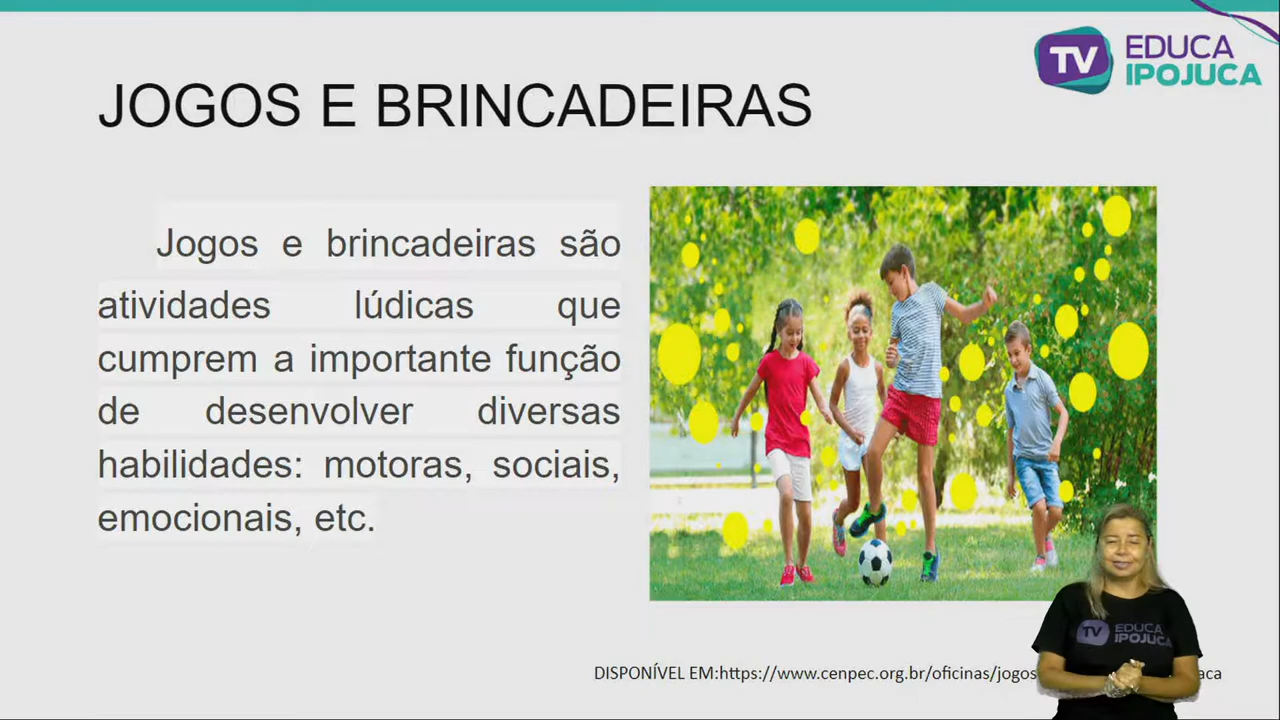 TV EDUCA
IPOJUCA
JOGOS E BRINCADEIRAS
Jogos e brincadeiras são
atividades lúdicas que
cumprem a importante função
de desenvolver diversas
habilidades: motoras, sociais,
emocionais, etc.
TV EDUCA
IPOJUCA
DISPONÍVEL EM:https://www.cenpec.org.br/oficinas/jogos